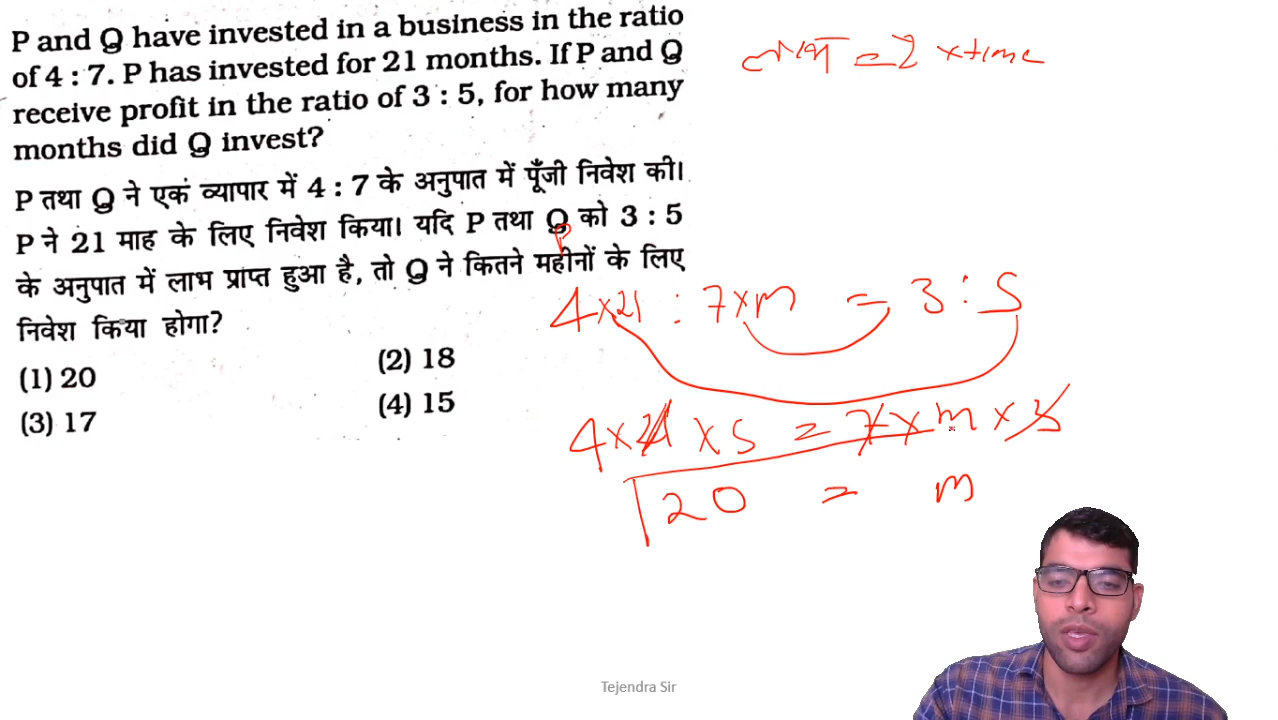 P and Q have invested in a business in the ratio
of 4 : 7. P has invested for 21 months. If P and Q
receive profit in the ratio of 3 : 5, for how many
months did Q invest?
P तथा Q ने एक व्यापार में 4 : 7 के अनुपात में पूँजी निवेश की।
P ने 21 माह के लिए निवेश किया। यदि P तथा Q को 3 : 5
के अनुपात में लाभ प्राप्त हुआ है, तो Q ने कितने महीनों के लिए
निवेश किया होगा?
(1) 20 (2) 18
(3) 17 (4) 15
= 2 × time
P
4×21 : 7×m = 3 : 5
4×21 ×5 = 7×m×3
20 = m
Tejendra Sir